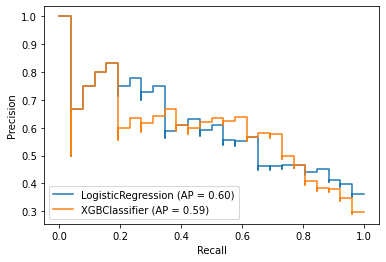 1.0
0.9
0.8
0.7
0.6
0.5
0.4
0.3
Precision
LogisticRegression (AP = 0.60)
XGBClassifier (AP = 0.59)
0.0 0.2 0.4 0.6 0.8 1.0
Recall